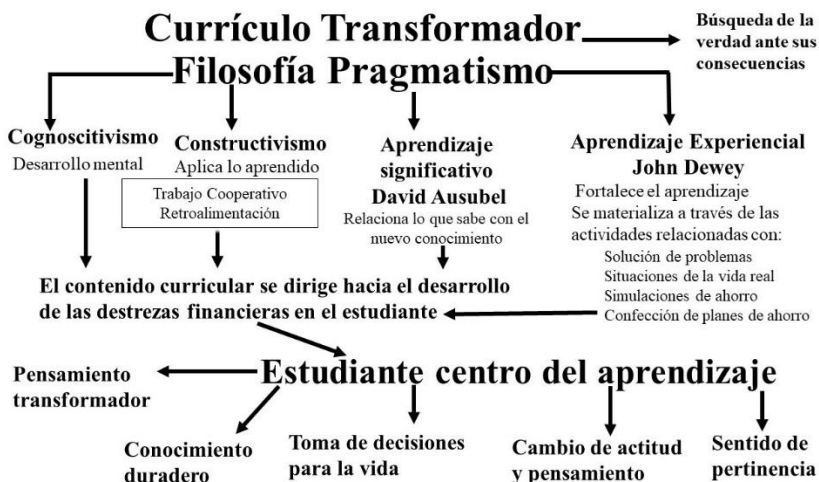 Currículo Transformador
Filosofía Pragmatismo
Búsqueda de la
verdad ante sus
consecuencias
Cognoscitivismo
Desarrollo mental
Constructivismo
Aplica lo aprendido
Trabajo Cooperativo
Retroalimentación
Aprendizaje
significativo
David Ausubel
Relaciona lo que sabe con el
nuevo conocimiento
Aprendizaje Experiencial
John Dewey
Fortalece el aprendizaje
Se materializa a través de las
actividades relacionadas con:
Solución de problemas
Situaciones de la vida real
Simulaciones de ahorro
Confección de planes de ahorro
El contenido curricular se dirige hacia el desarrollo
de las destrezas financieras en el estudiante
Estudiante centro del aprendizaje
Pensamiento
transformador
Conocimiento
duradero
Toma de decisiones
para la vida
Cambio de actitud
y pensamiento
Sentido de
pertinencia